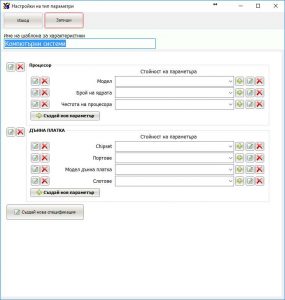 Настройки на тип параметри
Изход
Запиши
Име на шаблона за характеристики
Компютърни системи
Процесор
Стойност на параметъра
Модел
Брой на ядрата
Честота на процесора
Създай нов параметър
ДЪННА ПЛАТКА
Стойност на параметъра
Chipset
Портове
Модел дънна платка
Слотове
Създай нов параметър
Създай нова спецификация